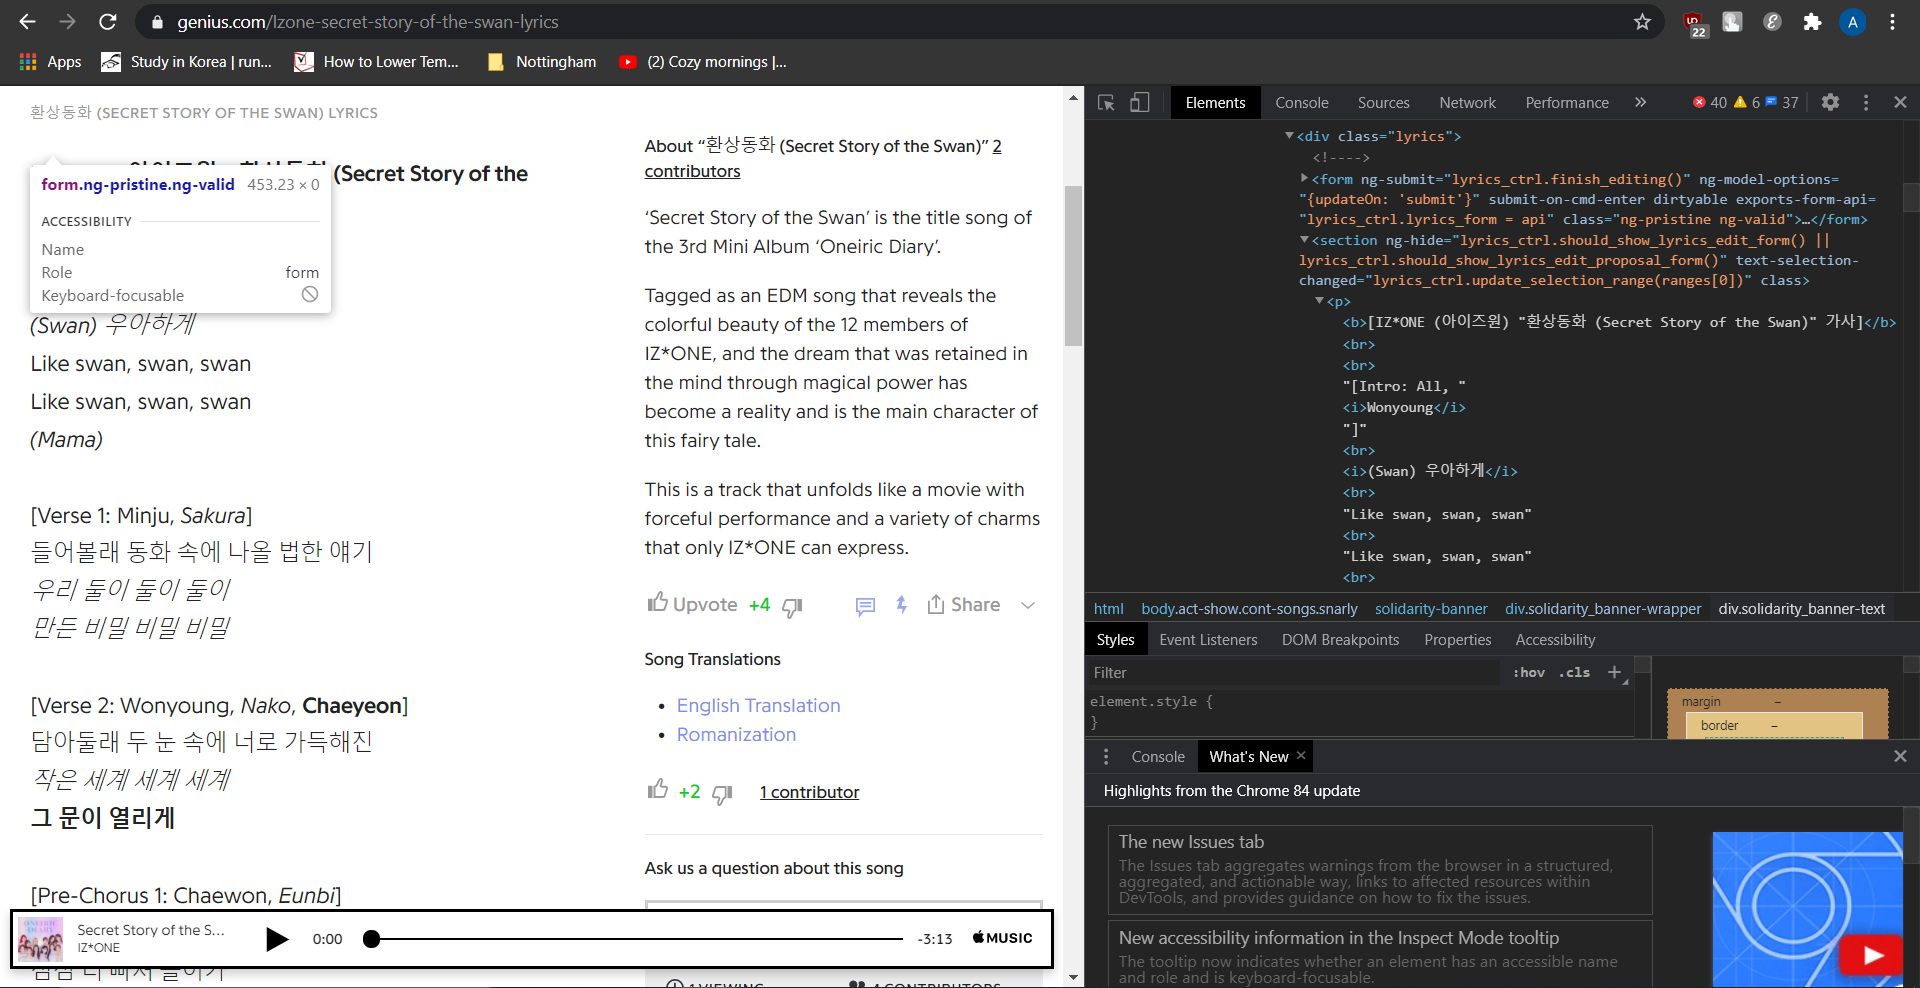 genius.com/Izone-secret-story-of-the-swan-lyrics
22
A
Apps
Study in Korea | run...
How to Lower Tem...
Nottingham
(2) Cozy mornings |...
환상동화 (SECRET STORY OF THE SWAN) LYRICS
(Secret Story of the
form.ng-pristine.ng-valid 453.23 × 0
ACCESSIBILITY
Name
Role form
Keyboard-focusable
(Swan) 우아하게
Like swan, swan, swan
Like swan, swan, swan
(Mama)
[Verse 1: Minju, Sakura]
들어볼래 동화 속에 나올 법한 얘기
우리 둘이 둘이 둘이
만든 비밀 비밀 비밀
[Verse 2: Wonyoung, Nako, Chaeyeon]
담아둘래 두 눈 속에 너로 가득해진
작은 세계 세계 세계
그 문이 열리게
[Pre-Chorus 1: Chaewon, Eunbi]
Secret Story of the S...
IZ*ONE
0:00
-3:13
MUSIC
About “환상동화 (Secret Story of the Swan)” 2
contributors
‘Secret Story of the Swan’ is the title song of
the 3rd Mini Album ‘Oneiric Diary’.
Tagged as an EDM song that reveals the
colorful beauty of the 12 members of
IZ*ONE, and the dream that was retained in
the mind through magical power has
become a reality and is the main character of
this fairy tale.
This is a track that unfolds like a movie with
forceful performance and a variety of charms
that only IZ*ONE can express.
Upvote +4
Share
Song Translations
English Translation
Romanization
+2
1 contributor
Ask us a question about this song
1 VIEWING
4 CONTRIBUTORS
Elements Console Sources Network Performance » 40 6 37
<div class="lyrics">
<!---->
<form ng-submit="lyrics_ctrl.finish_editing()" ng-model-options=
"{updateOn: 'submit'}" submit-on-cmd-enter dirtyable exports-form-api=
"lyrics_ctrl.lyrics_form = api" class="ng-pristine ng-valid">…</form>
<section ng-hide="lyrics_ctrl.should_show_lyrics_edit_form() ||
lyrics_ctrl.should_show_lyrics_edit_proposal_form()" text-selection-
changed="lyrics_ctrl.update_selection_range(ranges[0])" class>
<p>
<b>[IZ*ONE (아이즈원) "환상동화 (Secret Story of the Swan)" 가사]</b>
<br>
<br>
"[Intro: All, "
<i>Wonyoung</i>
"]"
<br>
<i>(Swan) 우아하게</i>
<br>
"Like swan, swan, swan"
<br>
"Like swan, swan, swan"
<br>
html body.act-show.cont-songs.snarly solidarity-banner div.solidarity_banner-wrapper div.solidarity_banner-text
Styles Event Listeners DOM Breakpoints Properties Accessibility
Filter :hov .cls +
element.style {
}
margin –
border –
Console What's New
Highlights from the Chrome 84 update
The new Issues tab
The Issues tab aggregates warnings from the browser in a structured,
aggregated, and actionable way, links to affected resources within
DevTools, and provides guidance on how to fix the issues.
New accessibility information in the Inspect Mode tooltip
The tooltip now indicates whether an element has an accessible name
and role and is keyboard-focusable.